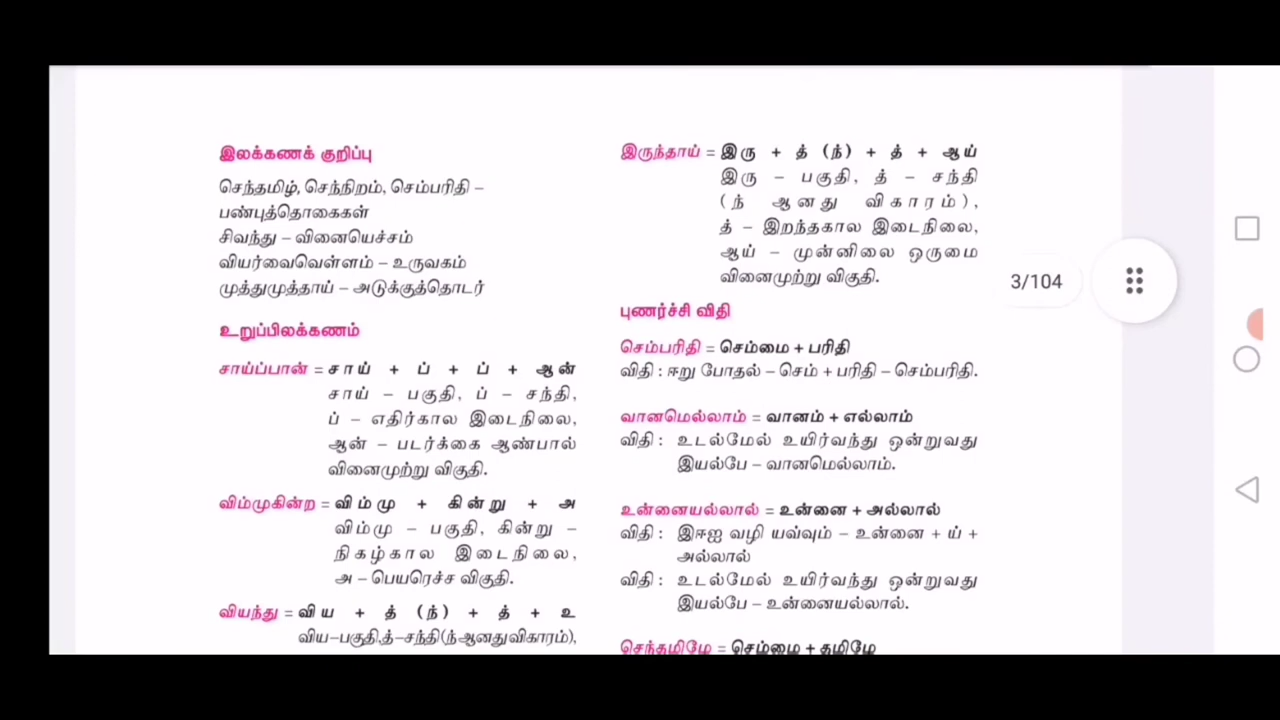 இலக்கணக் குறிப்பு
செந்தமிழ், செந்நிறம், செம்பரிதி –
பண்புத்தொகைகள்
சிவந்து – வினையெச்சம்
வியர்வைவெள்ளம் – உருவகம்
முத்துமுத்தாய் – அடுக்குத்தொடர்
உறுப்பிலக்கணம்
சாய்ப்பான் = சாய் + ப் + ப் + ஆன்
சாய் – பகுதி, ப் – சந்தி,
ப் – எதிர்கால இடைநிலை,
ஆன் – படர்க்கை ஆண்பால்
வினைமுற்று விகுதி.
விம்முகின்ற = விம்மு + கின்று + அ
விம்மு – பகுதி, கின்று –
நிகழ்கால இடைநிலை,
அ – பெயரெச்ச விகுதி.
வியந்து = விய + த் (ந்) + த் + உ
விய–பகுதி,த்–சந்தி(ந்ஆனதுவிகாரம்),
இருந்தாய் = இரு + த் (ந்) + த் + ஆய்
இரு – பகுதி, த் – சந்தி
(ந் ஆனது விகாரம்),
த் – இறந்தகால இடைநிலை,
ஆய் – முன்னிலை ஒருமை
வினைமுற்று விகுதி.
புணர்ச்சி விதி
செம்பரிதி = செம்மை + பரிதி
விதி : ஈறு போதல் – செம் + பரிதி – செம்பரிதி.
வானமெல்லாம் = வானம் + எல்லாம்
விதி : உடல்மேல் உயிர்வந்து ஒன்றுவது
இயல்பே – வானமெல்லாம்.
உன்னையல்லால் = உன்னை + அல்லால்
விதி : இஈஐ வழி யவ்வும் – உன்னை + ய் +
அல்லால்
விதி : உடல்மேல் உயிர்வந்து ஒன்றுவது
இயல்பே – உன்னையல்லால்.
செந்தமிழே = செம்மை + தமிழே
3/104